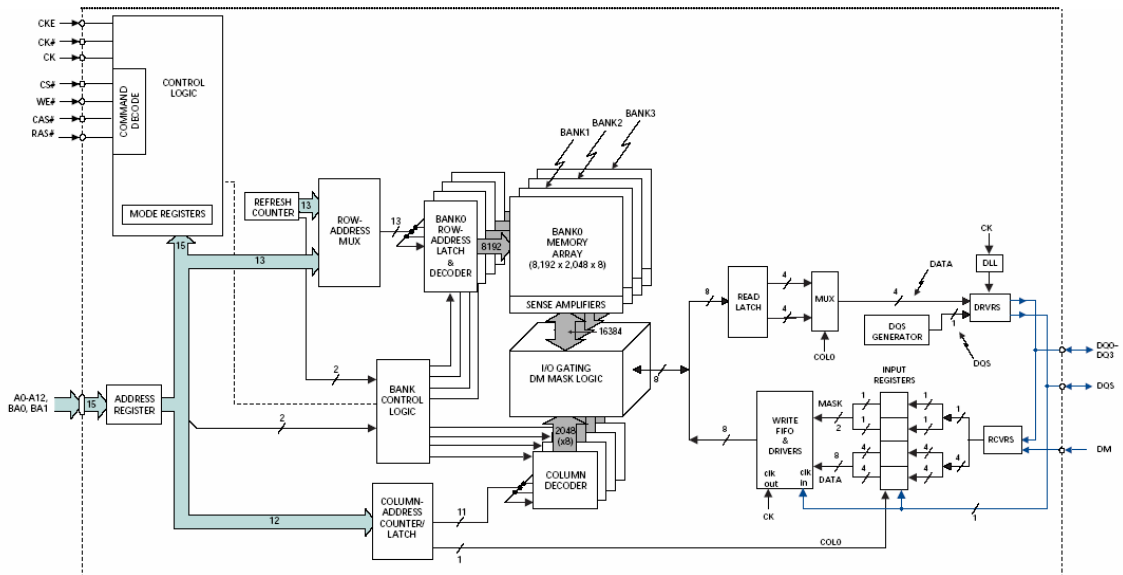 CKE
CK#
CK
CS#
WE#
CAS#
RAS#
COMMAND
DECODE
CONTROL
LOGIC
MODE REGISTERS
15
REFRESH
COUNTER
13
13
ROW-
ADDRESS
MUX
13
BANK0
ROW-
ADDRESS
LATCH
&
DECODER
8192
BANK1
BANK2
BANK3
BANK0
MEMORY
ARRAY
(8,192 x 2,048 x 8)
SENSE AMPLIFIERS
16384
I/O GATING
DM MASK LOGIC
8
8
READ
LATCH
4
4
MUX
COL0
4
DATA
CK
DLL
DRVRS
DQS
GENERATOR
1
DQS
DQ0-
DQ3
DQS
DM
A0-A12,
BA0, BA1
15
ADDRESS
REGISTER
2
2
BANK
CONTROL
LOGIC
2048
(x8)
COLUMN
DECODER
12
COLUMN-
ADDRESS
COUNTER/
LATCH
11
1
COL0
8
WRITE
FIFO
&
DRIVERS
clk
out
clk
in
CK
MASK
2
8
DATA
INPUT
REGISTERS
1
1
4
4
1
1
4
4
1
4
RCVRS
1